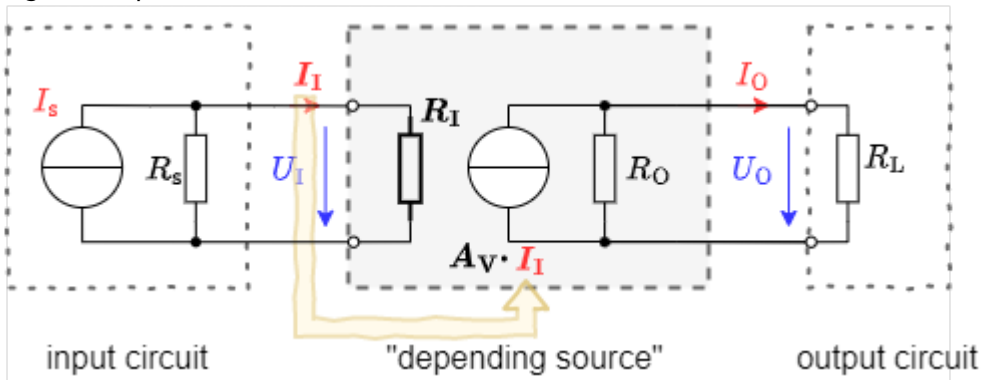 I_s
R_s
I_I
U_I
R_I
A_V · I_I
R_O
I_O
U_O
R_L
input circuit
"depending source"
output circuit